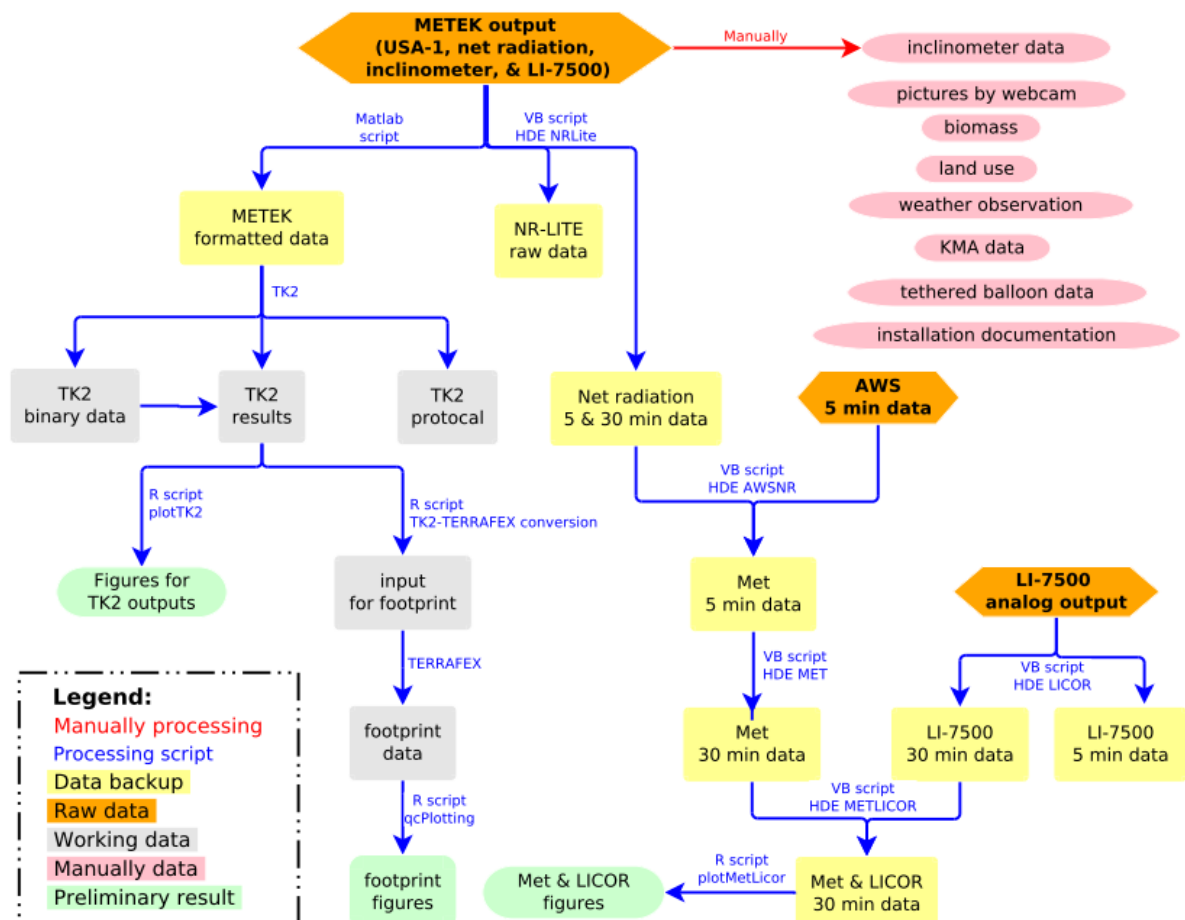 METEK output
(USA-1, net radiation,
inclinometer, & LI-7500)
Manually
inclinometer data
pictures by webcam
biomass
land use
weather observation
KMA data
tethered balloon data
installation documentation
Matlab
script
VB script
HDE NRLite
METEK
formatted data
NR-LITE
raw data
TK2
TK2
binary data
TK2
results
TK2
protocal
Net radiation
5 & 30 min data
AWS
5 min data
R script
plotTK2
R script
TK2-TERRAFEX conversion
VB script
HDE AWSNR
Figures for
TK2 outputs
input
for footprint
Met
5 min data
LI-7500
analog output
TERRAFEX
VB script
HDE MET
VB script
HDE LICOR
footprint
data
Met
30 min data
LI-7500
30 min data
LI-7500
5 min data
R script
qcPlotting
VB script
HDE METLICOR
footprint
figures
Met & LICOR
figures
R script
plotMetLicor
Met & LICOR
30 min data
Legend:
Manually processing
Processing script
Data backup
Raw data
Working data
Manually data
Preliminary result